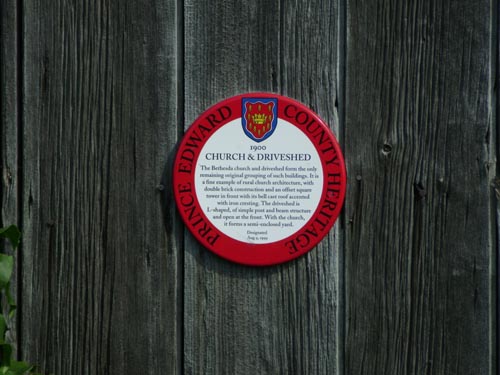 PRINCE EDWARD COUNTY HERITAGE
1900
CHURCH & DRIVESHED
The Bethesda church and driveshed form the only
remaining original grouping of such buildings. It is
a fine example of rural church architecture, with
double brick construction and an offset square
tower in front with its bell cast roof accented
with iron cresting. The driveshed is
L-shaped, of simple post and beam structure
and open at the front. With the church,
it forms a semi-enclosed yard.
Designated